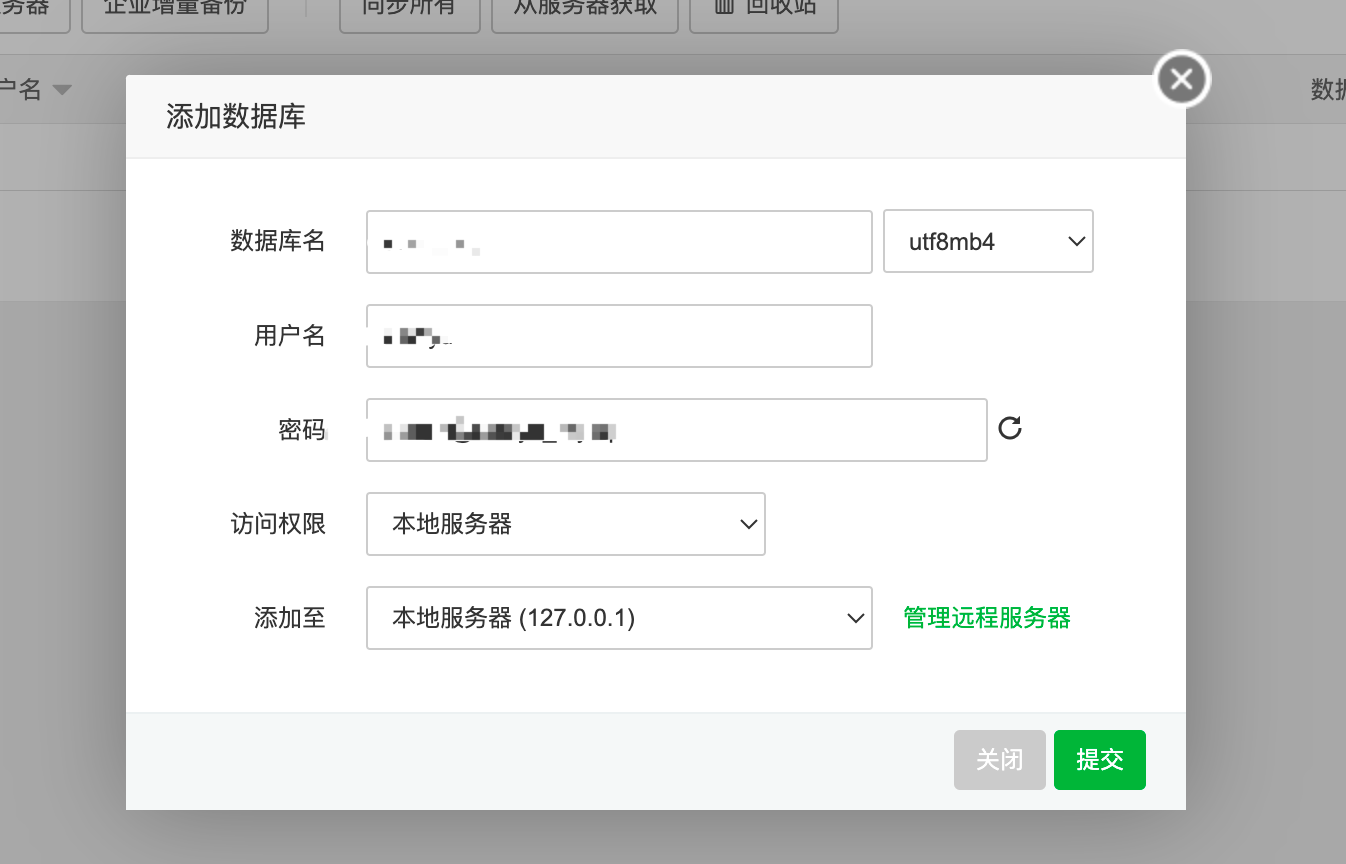 务器 企业增量备份 同步所有 从服务器获取 回收站
户名 数据
添加数据库
数据库名 utf8mb4
用户名
密码
访问权限 本地服务器
添加至 本地服务器 (127.0.0.1) 管理远程服务器
关闭 提交